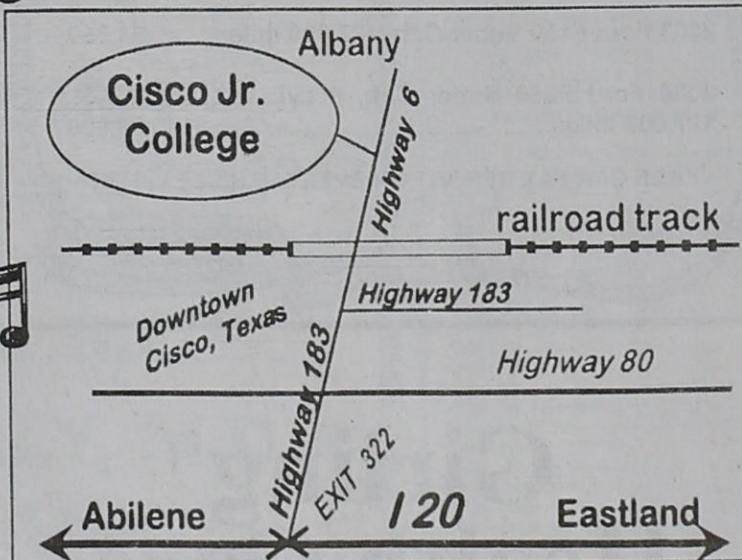 Albany
Cisco Jr.
College
Highway 6
railroad track
Highway 183
Downtown
Cisco, Texas
Highway 183
Highway 80
EXIT 322
Abilene
I 20
Eastland